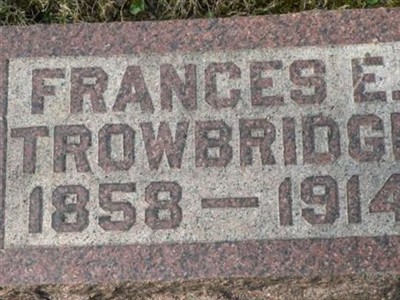 FRANCES E.
TROWBRIDGE
1858 – 1914